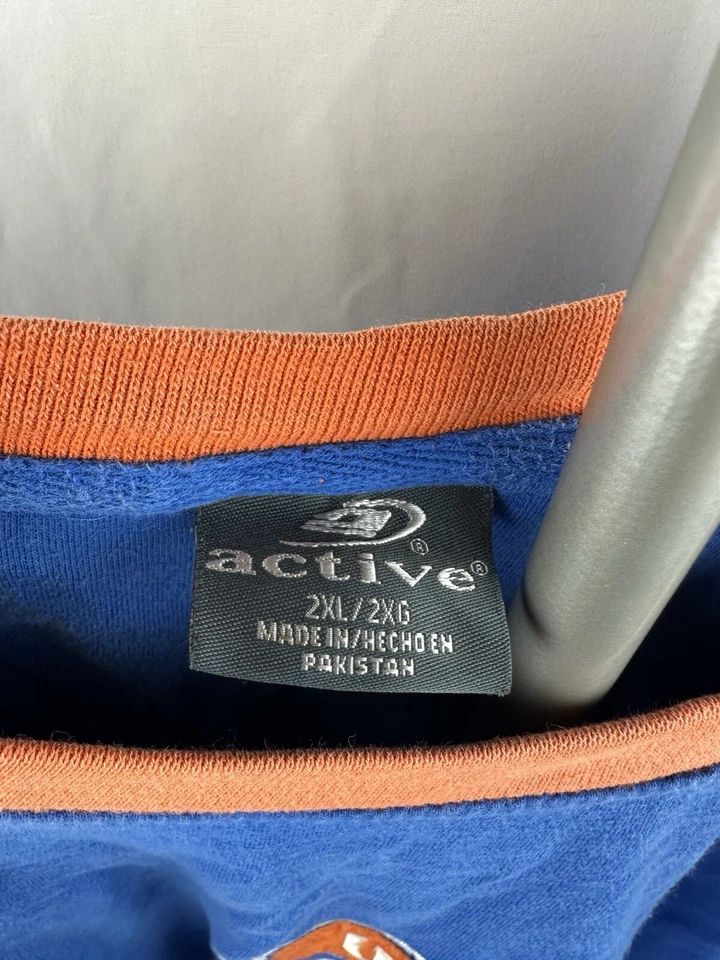 active®
2XL/2XG
MADE IN/HECHO EN
PAKISTAN